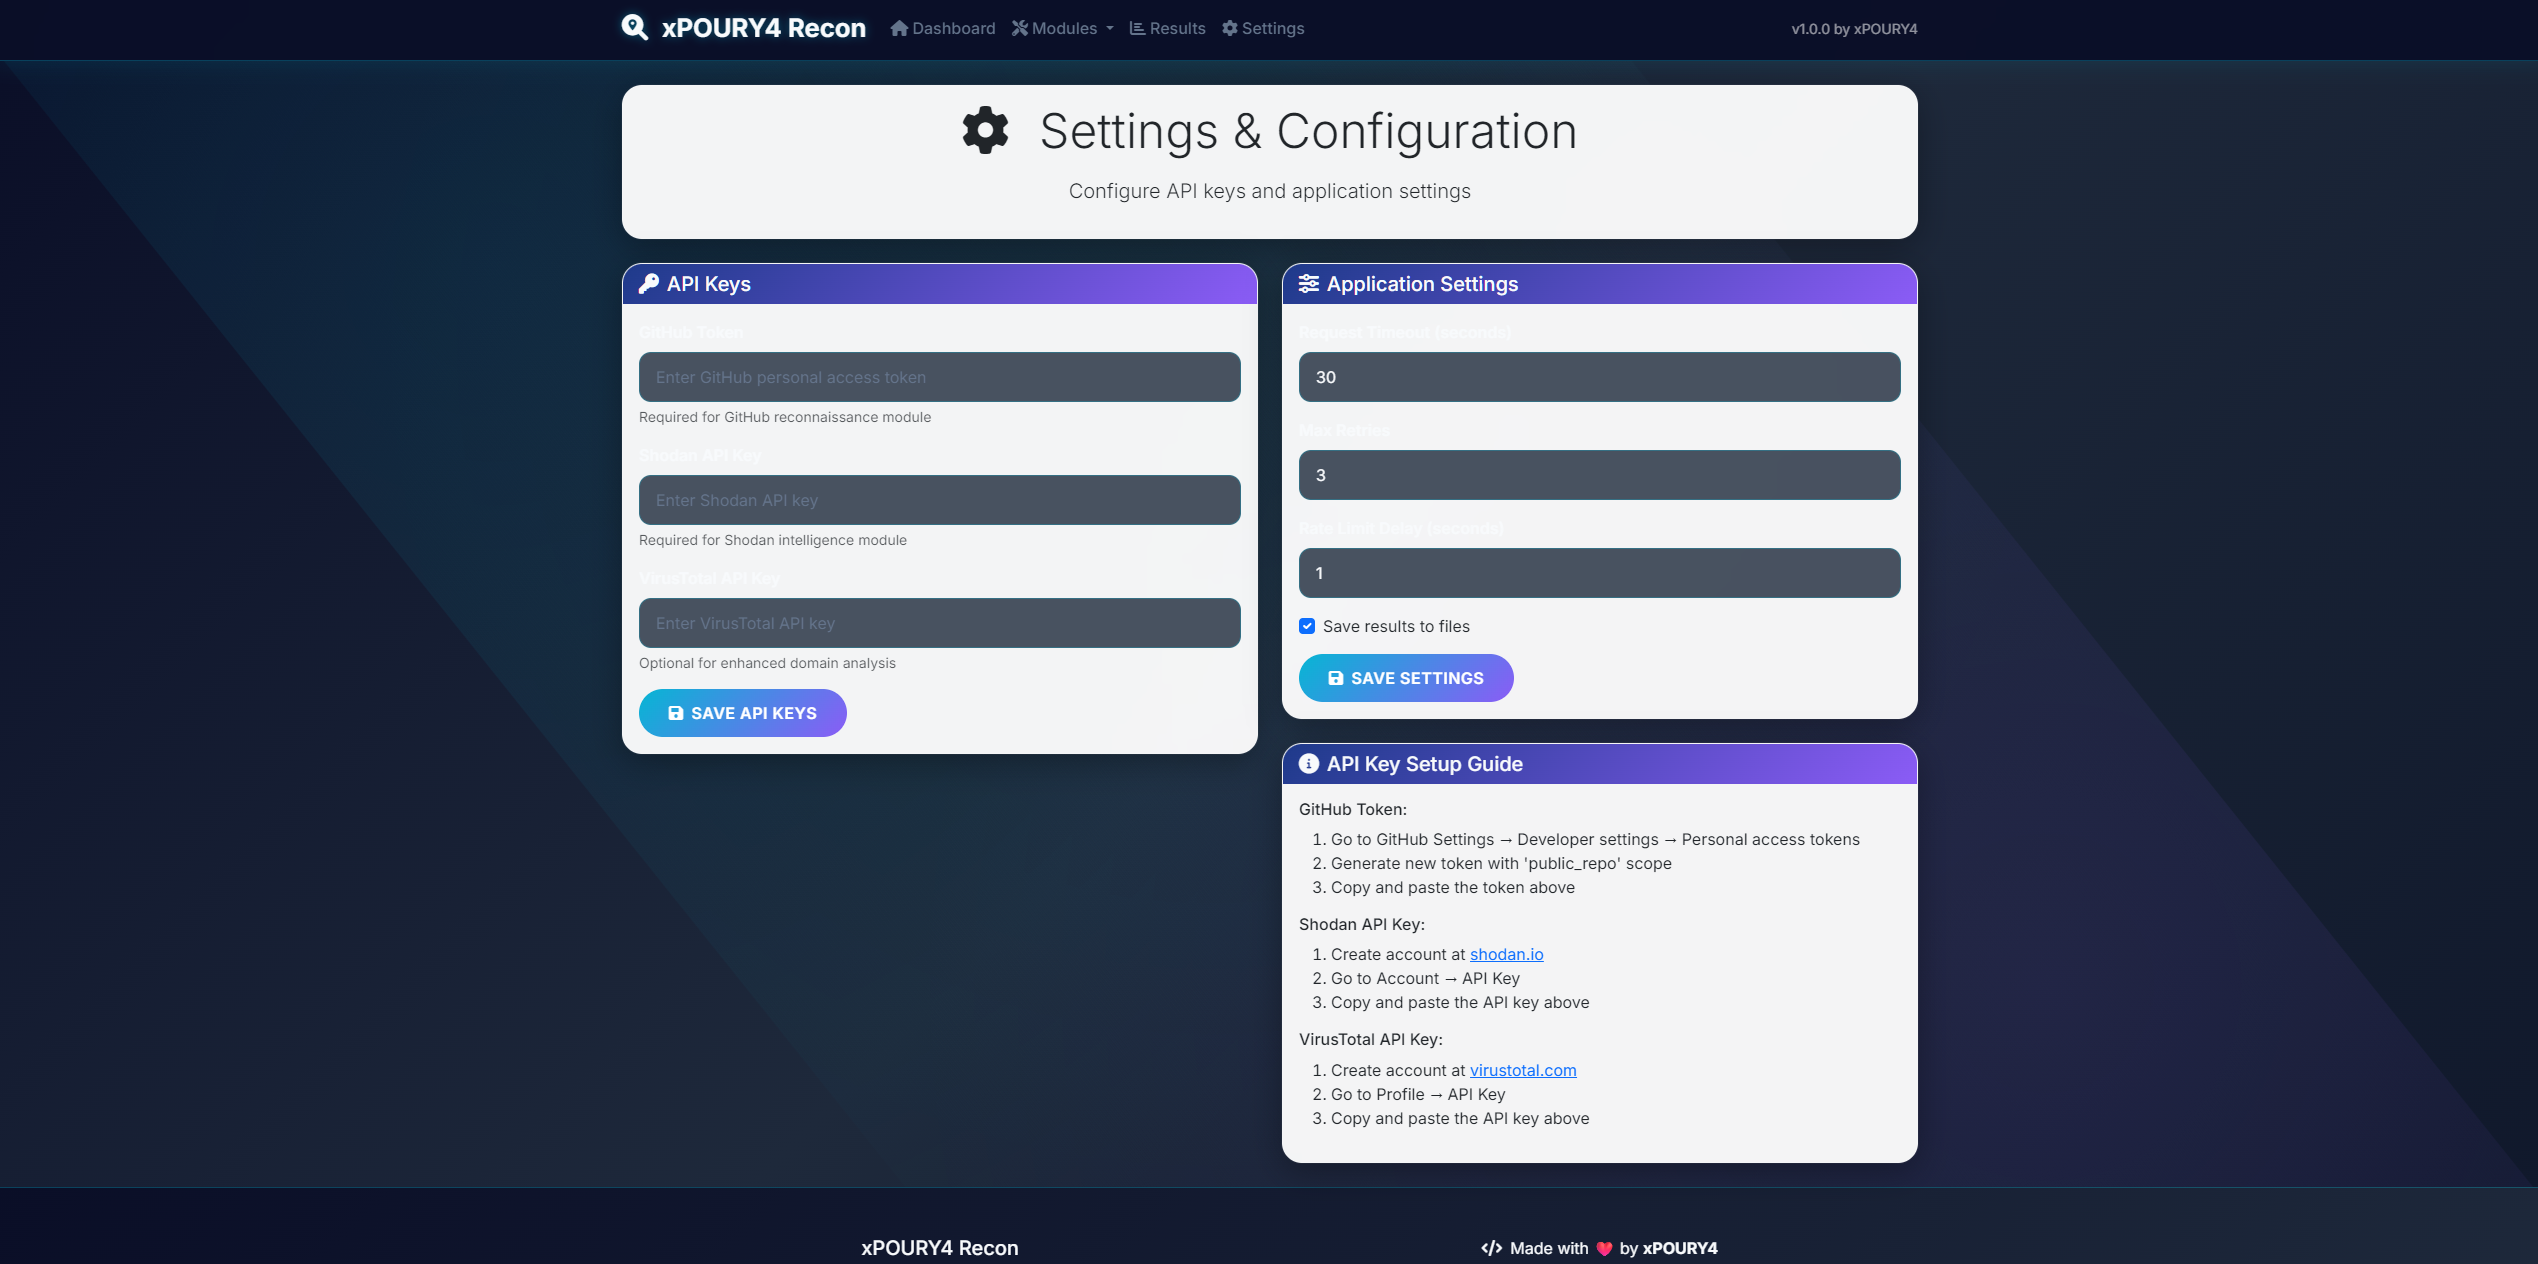 xPOURY4 Recon
Dashboard
Modules
Results
Settings
v1.0.0 by xPOURY4
Settings & Configuration
Configure API keys and application settings
API Keys
GitHub Token
Enter GitHub personal access token
Required for GitHub reconnaissance module
Shodan API Key
Enter Shodan API key
Required for Shodan intelligence module
VirusTotal API Key
Enter VirusTotal API key
Optional for enhanced domain analysis
SAVE API KEYS
Application Settings
Request Timeout (seconds)
30
Max Retries
3
Rate Limit Delay (seconds)
1
Save results to files
SAVE SETTINGS
API Key Setup Guide
GitHub Token:
1. Go to GitHub Settings → Developer settings → Personal access tokens
2. Generate new token with 'public_repo' scope
3. Copy and paste the token above
Shodan API Key:
1. Create account at shodan.io
2. Go to Account → API Key
3. Copy and paste the API key above
VirusTotal API Key:
1. Create account at virustotal.com
2. Go to Profile → API Key
3. Copy and paste the API key above
xPOURY4 Recon
Made with ❤️ by xPOURY4